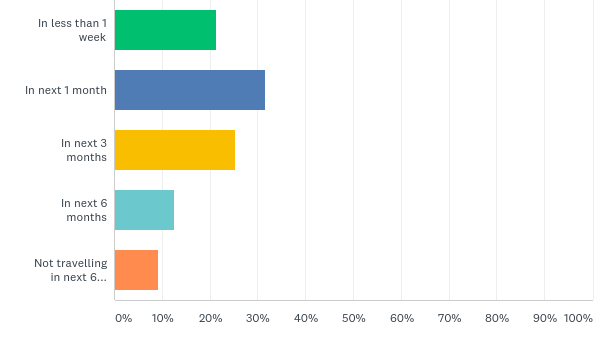 In less than 1
week
In next 1 month
In next 3
months
In next 6
months
Not travelling
in next 6...
0% 10% 20% 30% 40% 50% 60% 70% 80% 90% 100%